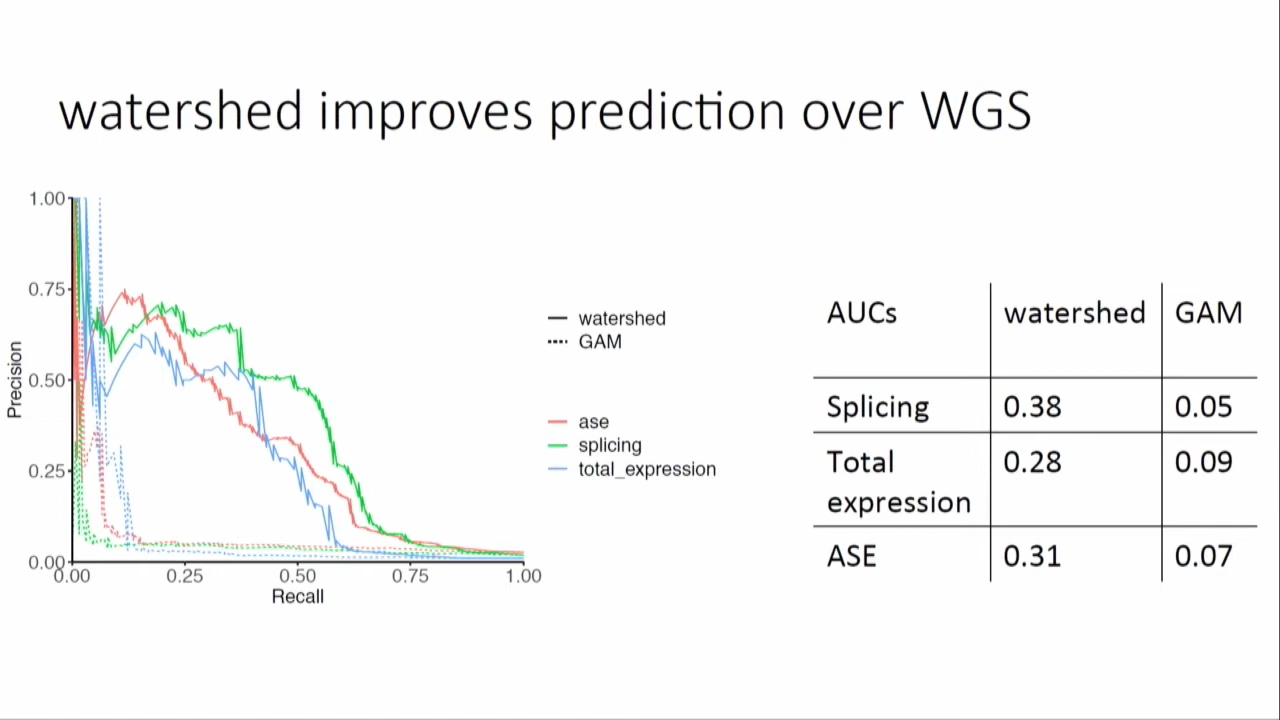 watershed improves prediction over WGS
1.00
0.75
0.50
0.25
0.00
Precision
0.00 0.25 0.50 0.75 1.00
Recall
watershed
GAM
ase
splicing
total_expression
AUCs watershed GAM
Splicing 0.38 0.05
Total 0.28 0.09
expression
ASE 0.31 0.07